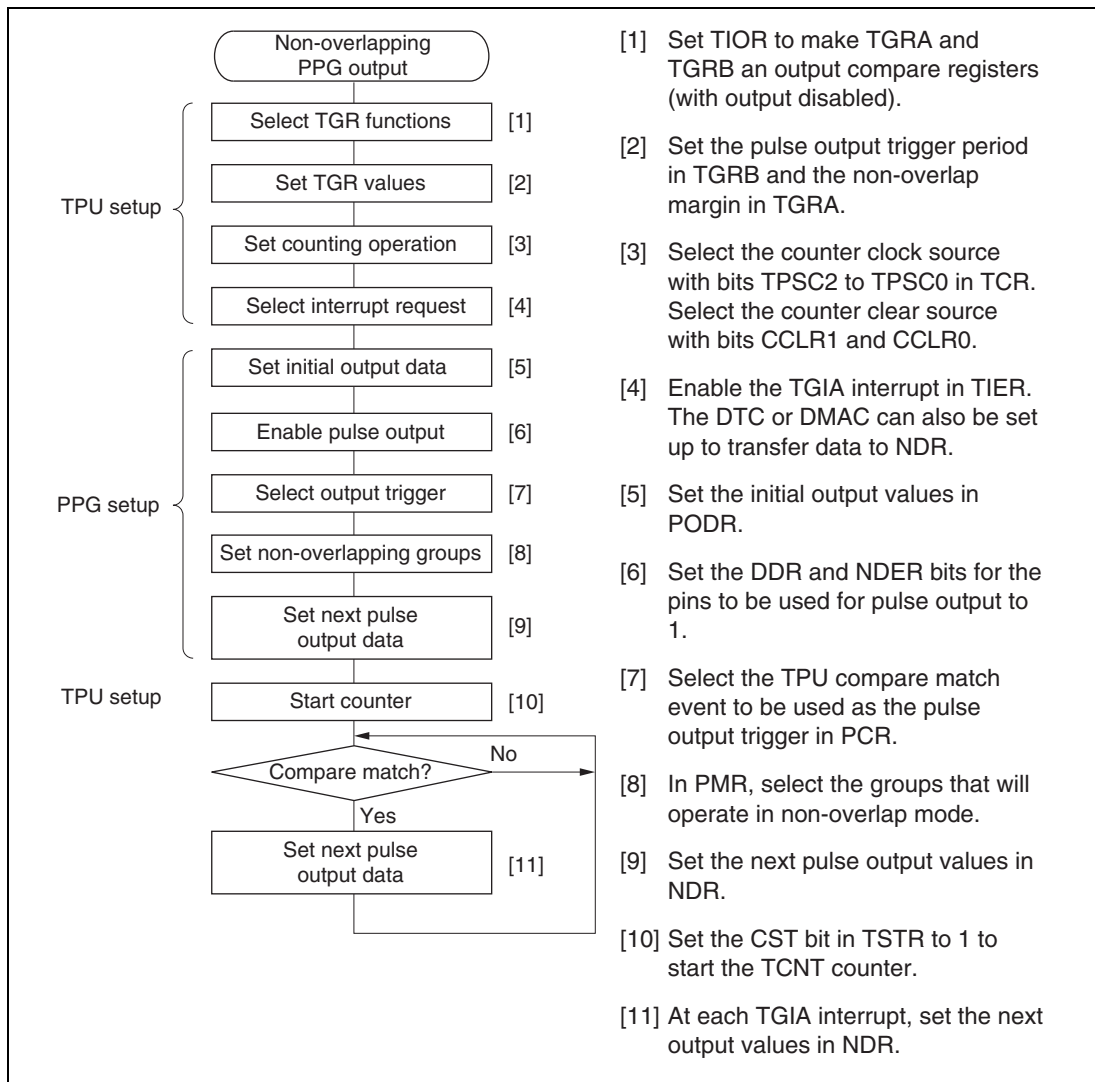 Non-overlapping
PPG output
Select TGR functions [1]
Set TGR values [2]
TPU setup
Set counting operation [3]
Select interrupt request [4]
Set initial output data [5]
Enable pulse output [6]
Select output trigger [7]
PPG setup
Set non-overlapping groups [8]
Set next pulse
output data [9]
TPU setup
Start counter [10]
Compare match?
No
Yes
Set next pulse
output data [11]
[1] Set TIOR to make TGRA and
TGRB an output compare registers
(with output disabled).
[2] Set the pulse output trigger period
in TGRB and the non-overlap
margin in TGRA.
[3] Select the counter clock source
with bits TPSC2 to TPSC0 in TCR.
Select the counter clear source
with bits CCLR1 and CCLR0.
[4] Enable the TGIA interrupt in TIER.
The DTC or DMAC can also be set
up to transfer data to NDR.
[5] Set the initial output values in
PODR.
[6] Set the DDR and NDER bits for the
pins to be used for pulse output to
1.
[7] Select the TPU compare match
event to be used as the pulse
output trigger in PCR.
[8] In PMR, select the groups that will
operate in non-overlap mode.
[9] Set the next pulse output values in
NDR.
[10] Set the CST bit in TSTR to 1 to
start the TCNT counter.
[11] At each TGIA interrupt, set the next
output values in NDR.